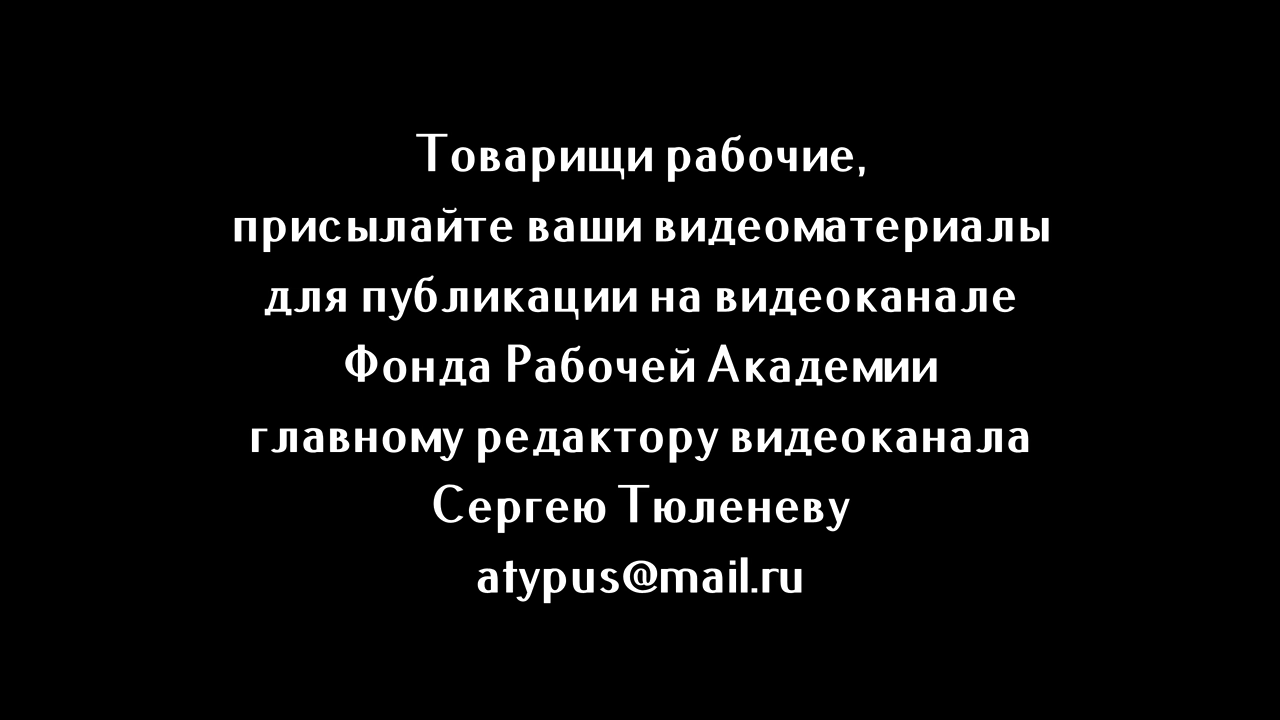 Товарищи рабочие,
присылайте ваши видеоматериалы
для публикации на видеоканале
Фонда Рабочей Академии
главному редактору видеоканала
Сергею Тюленеву
atypus@mail.ru